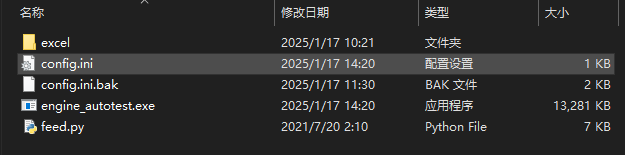 名称 修改日期 类型 大小
excel 2025/1/17 10:21 文件夹
config.ini 2025/1/17 14:20 配置设置 1 KB
config.ini.bak 2025/1/17 11:30 BAK 文件 2 KB
engine_autotest.exe 2025/1/17 14:20 应用程序 13,281 KB
feed.py 2021/7/20 2:10 Python File 7 KB